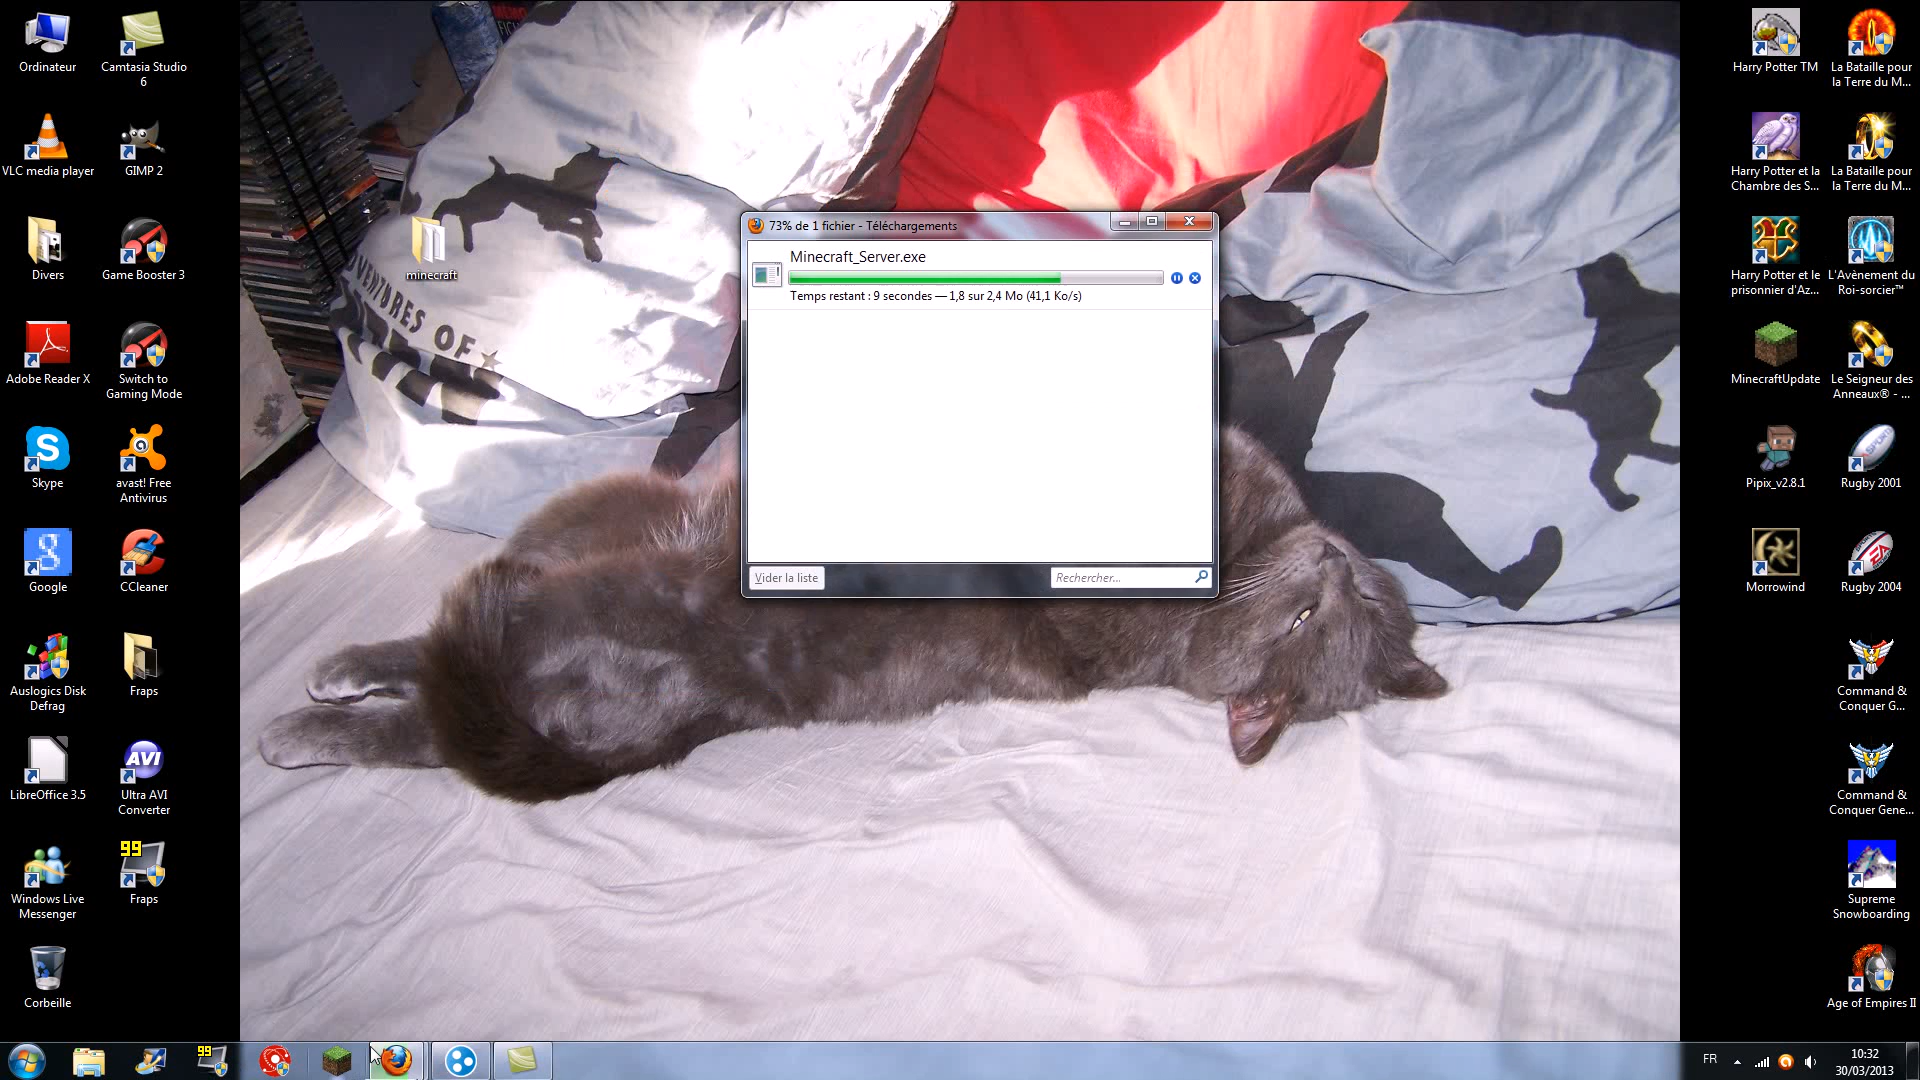 Ordinateur
Camtasia Studio
6
VLC media player
GIMP 2
Divers
Game Booster 3
Adobe Reader X
Switch to
Gaming Mode
Skype
avast! Free
Antivirus
Google
CCleaner
Auslogics Disk
Defrag
Fraps
LibreOffice 3.5
AVI
Ultra AVI
Converter
99
Windows Live
Messenger
Fraps
Corbeille
minecraft
MÉMO
VENTURES OF
73% de 1 fichier - Téléchargements
Minecraft_Server.exe
Temps restant : 9 secondes — 1,8 sur 2,4 Mo (41,1 Ko/s)
Vider la liste
Rechercher...
Harry Potter TM
La Bataille pour
la Terre du M...
Harry Potter et la
Chambre des S...
La Bataille pour
la Terre du M...
Harry Potter et le
prisonnier d'Az...
L'Avènement du
Roi-sorcier™
MinecraftUpdate
Le Seigneur des
Anneaux® - ...
Pipix_v2.8.1
Rugby 2001
Morrowind
Rugby 2004
Command &
Conquer G...
Command &
Conquer Gene...
Supreme
Snowboarding
Age of Empires II
99
FR
10:32
30/03/2013